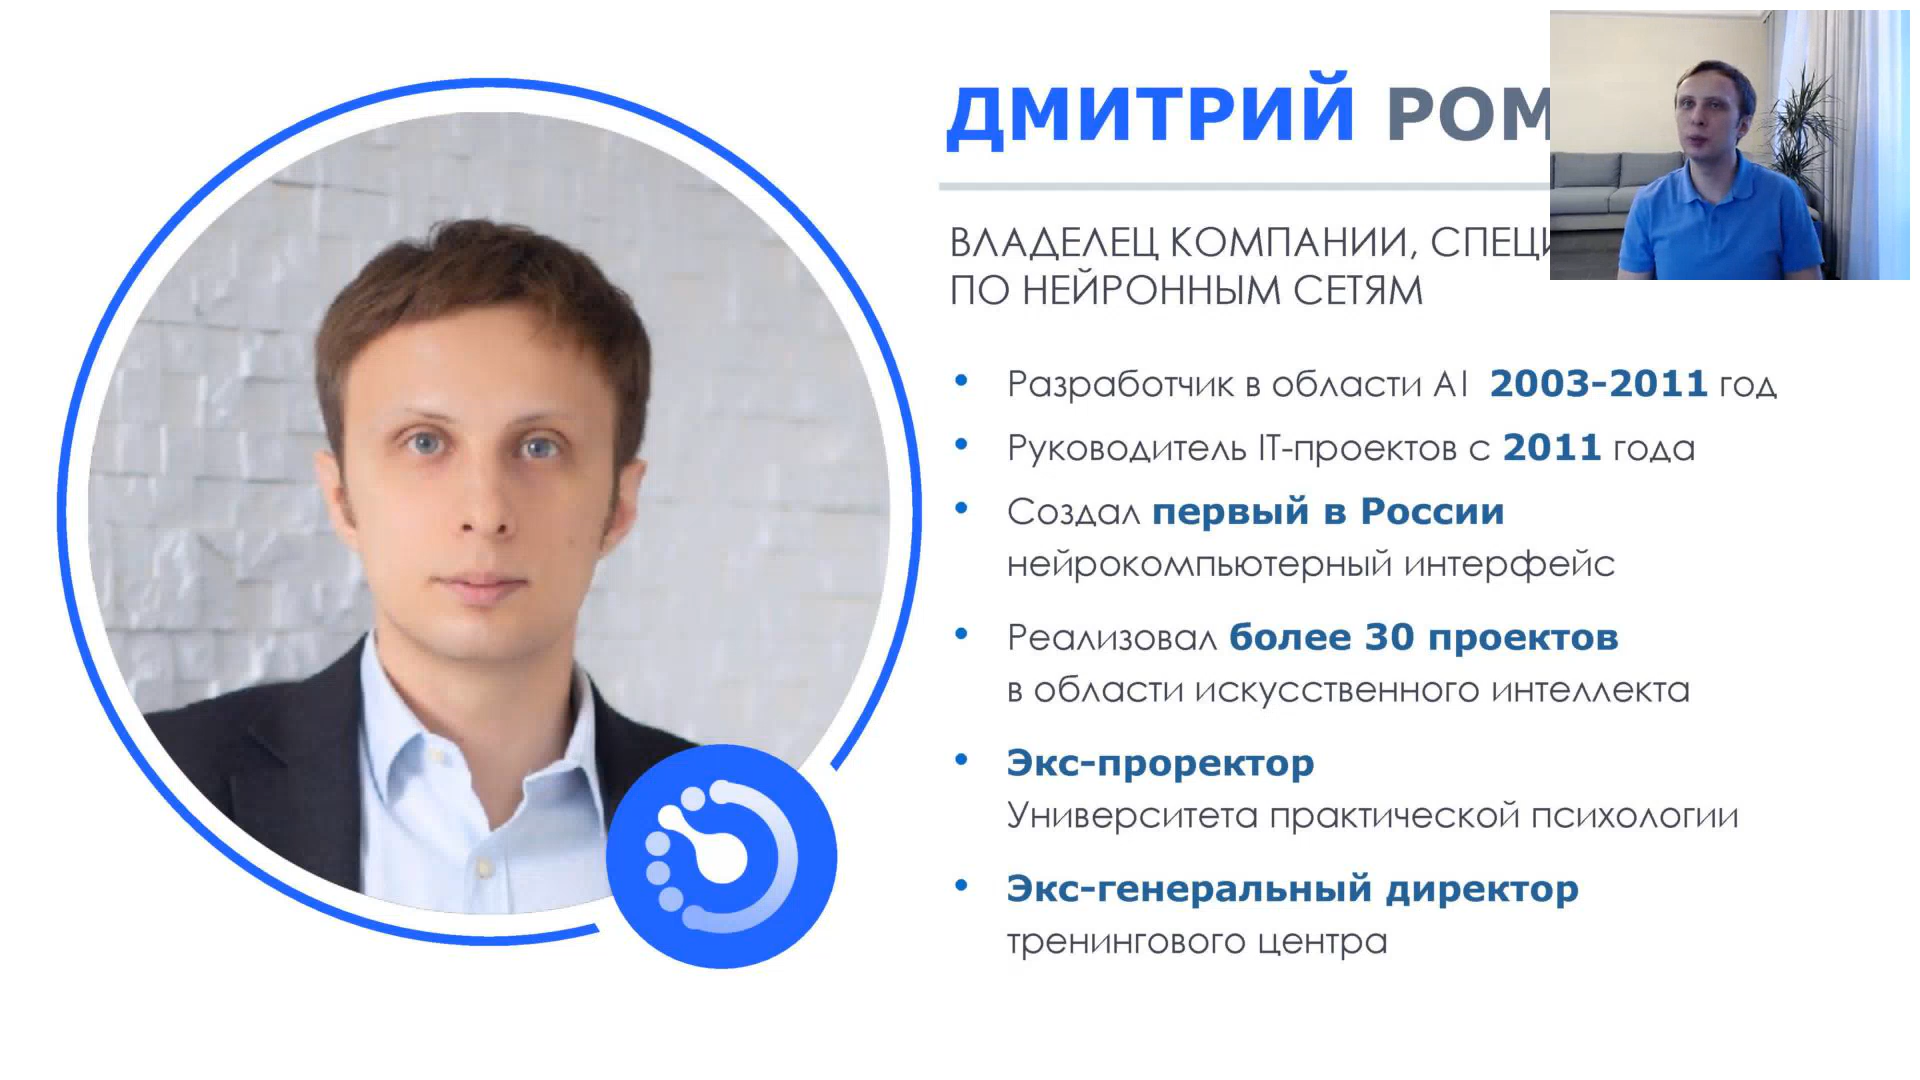 ДМИТРИЙ
ВЛАДЕЛЕЦ КОМПАНИИ,
ПО НЕЙРОННЫМ СЕТЯМ
Разработчик в области AI 2003-2011 год
Руководитель IT-проектов с 2011 года
Создал первый в России
нейрокомпьютерный интерфейс
Реализовал более 30 проектов
в области искусственного интеллекта
Экс-проректор
Университета практической психологии
Экс-генеральный директор
тренингового центра